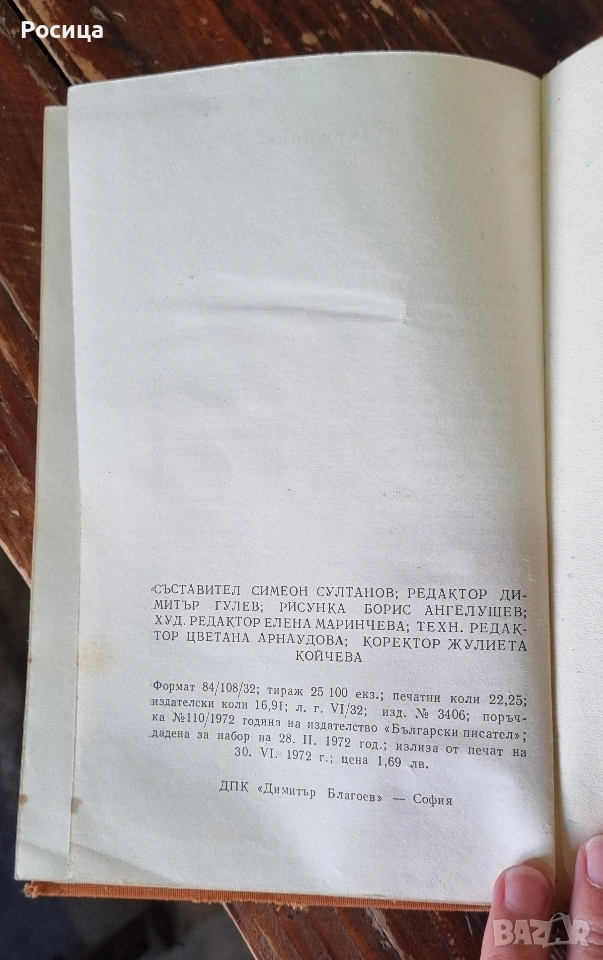 Росица
СЪСТАВИТЕЛ СИМЕОН СУЛТАНОВ; РЕДАКТОР ДИ-
МИТЪР ГУЛЕВ; РИСУНКА БОРИС АНГЕЛУШЕВ;
ХУД. РЕДАКТОР ЕЛЕНА МАРИНЧЕВА; ТЕХН. РЕДАК-
ТОР ЦВЕТАНА АРНАУДОВА; КОРЕКТОР ЖУЛИЕТА
КОЙЧЕВА
Формат 84/108/32; тираж 25 100 екз.; печатни коли 22,25;
издателски коли 16,91; л. г. VI/32; изд. № 3406; поръч-
ка №110/1972 година на издателство «Български писател»;
дадена за набор на 28. II. 1972 год.; излиза от печат на
30. VI. 1972 г.; цена 1,69 лв.
ДПК «Димитър Благоев» — София
BAZAR